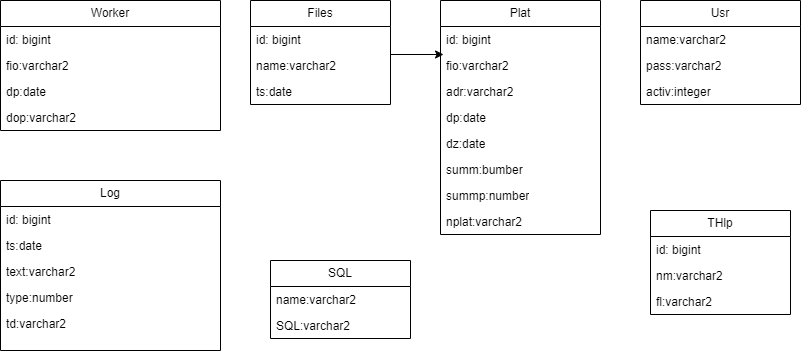 Worker
id: bigint
fio:varchar2
dp:date
dop:varchar2
Files
id: bigint
name:varchar2
ts:date
Plat
id: bigint
fio:varchar2
adr:varchar2
dp:date
dz:date
summ:bumber
summp:number
nplat:varchar2
Usr
name:varchar2
pass:varchar2
activ:integer
Log
id: bigint
ts:date
text:varchar2
type:number
td:varchar2
SQL
name:varchar2
SQL:varchar2
THlp
id: bigint
nm:varchar2
fl:varchar2